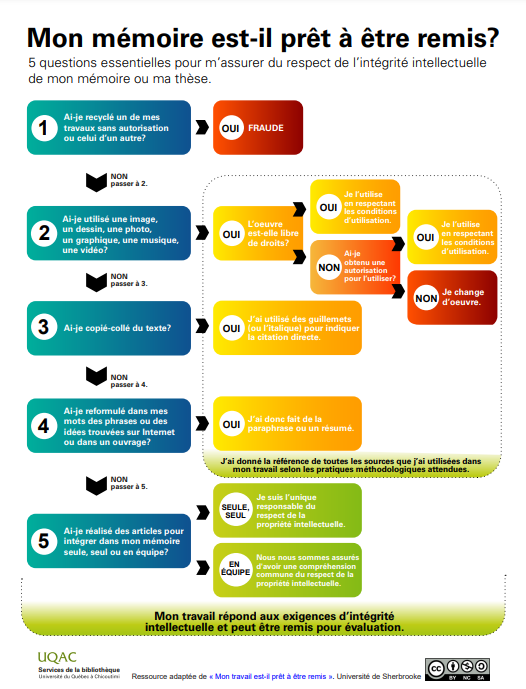 Mon mémoire est-il prêt à être remis?
5 questions essentielles pour m'assurer du respect de l'intégrité intellectuelle
de mon mémoire ou ma thèse.
1
Ai-je recyclé un de mes
travaux sans autorisation
ou celui d'un autre?
OUI
FRAUDE
NON
passer à 2.
2
Ai-je utilisé une image,
un dessin, une photo,
un graphique, une musique,
une vidéo?
OUI
L'oeuvre
est-elle libre
de droits?
OUI
Je l'utilise
en respectant
les conditions
d'utilisation.
NON
Ai-je
obtenu une
autorisation
pour l'utiliser?
OUI
Je l'utilise
en respectant
les conditions
d'utilisation.
NON
Je change
d'oeuvre.
NON
passer à 3.
3
Ai-je copié-collé du texte?
OUI
J'ai utilisé des guillemets
(ou l'italique) pour indiquer
la citation directe.
NON
passer à 4.
4
Ai-je reformulé dans mes
mots des phrases ou des
idées trouvées sur Internet
ou dans un ouvrage?
OUI
J'ai donc fait de la
paraphrase ou un résumé.
J'ai donné la référence de toutes les sources que j'ai utilisées dans
mon travail selon les pratiques méthodologiques attendues.
NON
passer à 5.
5
Ai-je réalisé des articles pour
intégrer dans mon mémoire
seule, seul ou en équipe?
SEULE,
SEUL
Je suis l'unique
responsable du
respect de la
propriété intellectuelle.
EN
ÉQUIPE
Nous nous sommes assurés
d'avoir une compréhension
commune du respect de la
propriété intellectuelle.
Mon travail répond aux exigences d'intégrité
intellectuelle et peut être remis pour évaluation.
UQAC
Services de la bibliothèque
Université du Québec à Chicoutimi
Ressource adaptée de « Mon travail est-il prêt à être remis ». Université de Sherbrooke
cc
BY NC SA